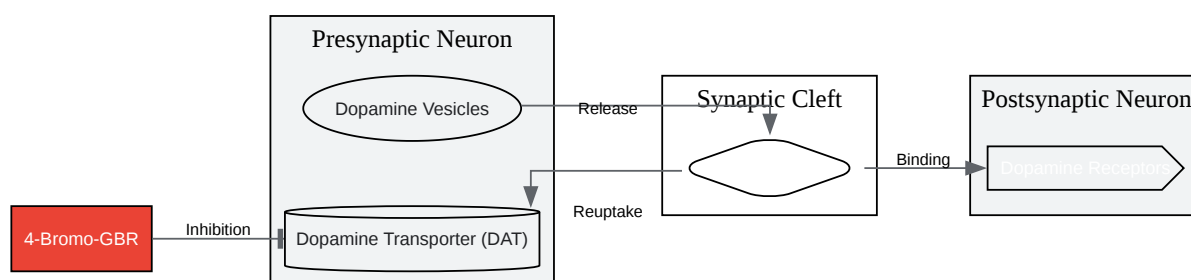 Presynaptic Neuron
Dopamine Vesicles
Release
Synaptic Cleft
Postsynaptic Neuron
Binding
Dopamine Receptors
Reuptake
4-Bromo-GBR
Inhibition
Dopamine Transporter (DAT)